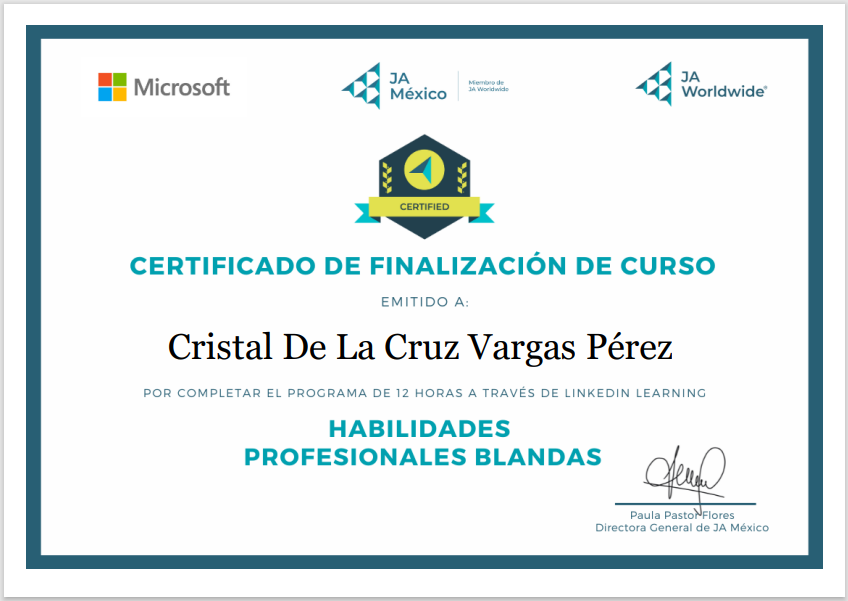 Microsoft
JA
México
Miembro de
JA Worldwide
JA
Worldwide®
CERTIFIED
CERTIFICADO DE FINALIZACIÓN DE CURSO
EMITIDO A:
Cristal De La Cruz Vargas Pérez
POR COMPLETAR EL PROGRAMA DE 12 HORAS A TRAVÉS DE LINKEDIN LEARNING
HABILIDADES
PROFESIONALES BLANDAS
Paula Pastor Flores
Directora General de JA México